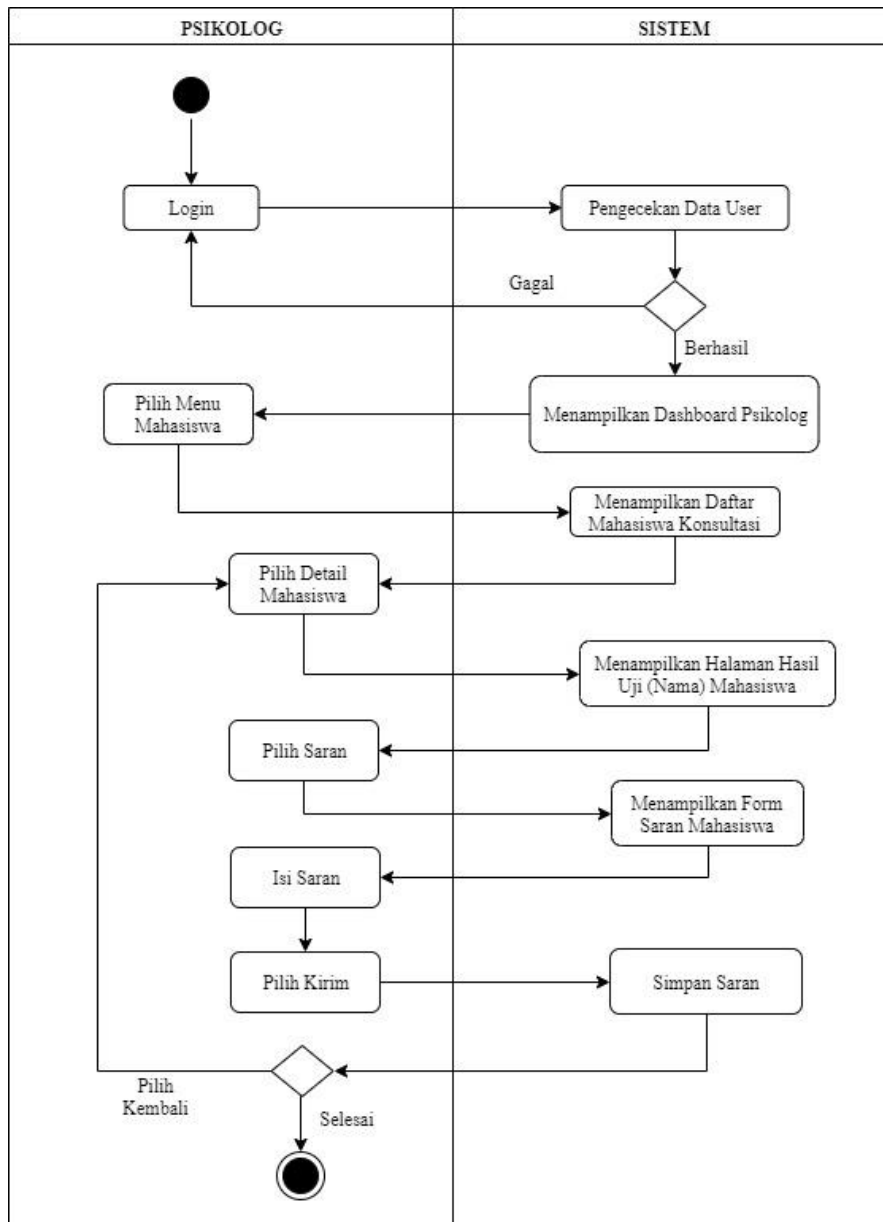 PSIKOLOG
SISTEM
Login
Pengecekan Data User
Gagal
Berhasil
Pilih Menu
Mahasiswa
Menampilkan Dashboard Psikolog
Menampilkan Daftar
Mahasiswa Konsultasi
Pilih Detail
Mahasiswa
Menampilkan Halaman Hasil
Uji (Nama) Mahasiswa
Pilih Saran
Menampilkan Form
Saran Mahasiswa
Isi Saran
Pilih Kirim
Simpan Saran
Pilih
Kembali
Selesai